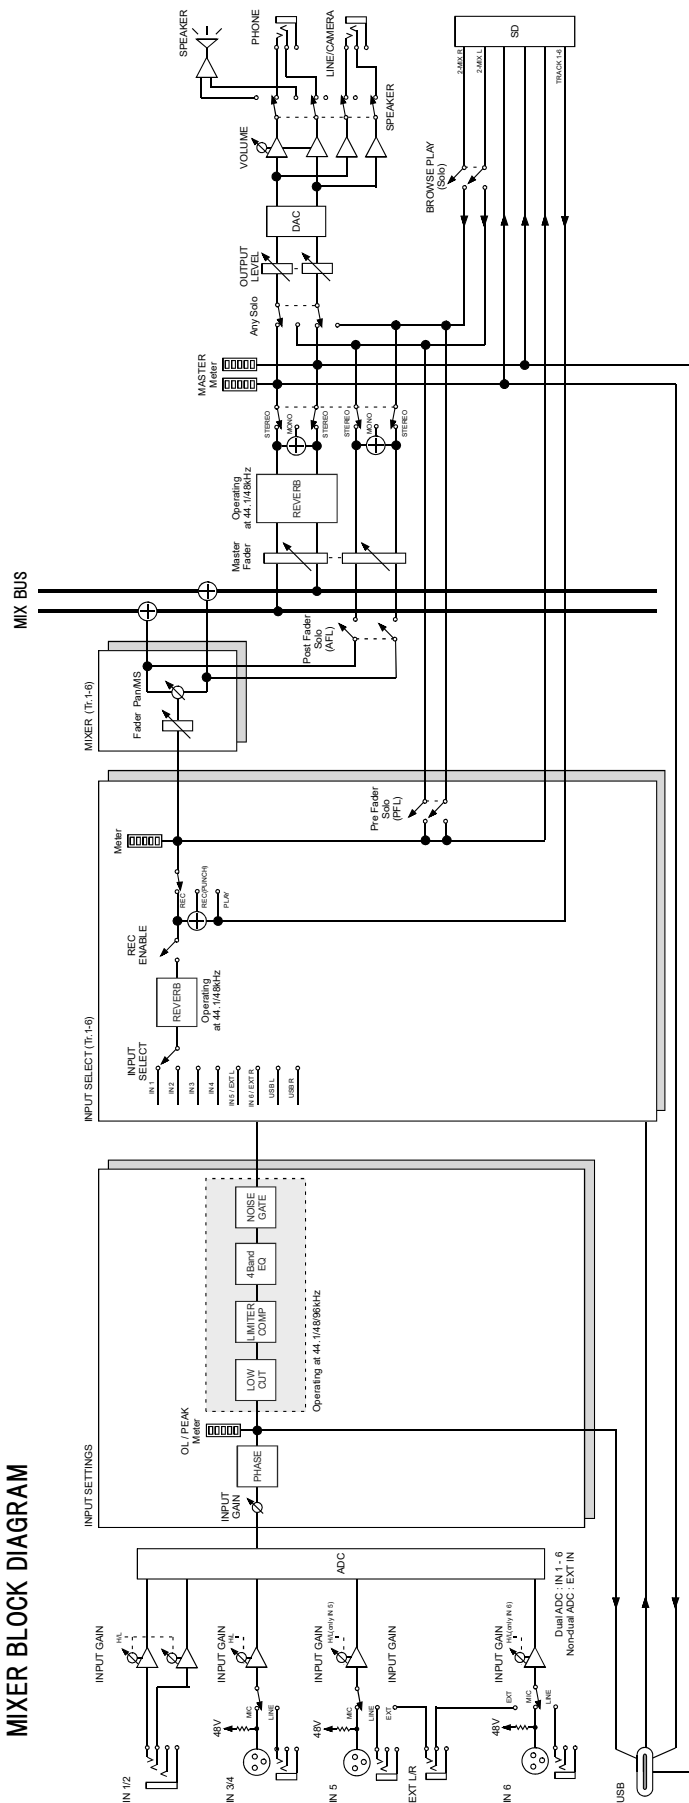 MIXER BLOCK DIAGRAM
IN 1/2
INPUT GAIN
H/L
IN 3/4
48V
MIC
LINE
INPUT GAIN
H/L
IN 5
48V
MIC
LINE
EXT
INPUT GAIN
H/L(only IN 5)
EXT L/R
INPUT GAIN
IN 6
48V
EXT
MIC
LINE
INPUT GAIN
H/L(only IN 6)
Dual ADC : IN 1 - 6
Non-dual ADC : EXT IN
USB
ADC
INPUT SETTINGS
INPUT
GAIN
PHASE
OL / PEAK
Meter
LOW
CUT
LIMITER
COMP
4Band
EQ
NOISE
GATE
Operating at 44.1/48/96kHz
INPUT SELECT (Tr.1-6)
INPUT
SELECT
IN 1
IN 2
IN 3
IN 4
IN 5 / EXT L
IN 6 / EXT R
USB L
USB R
REVERB
Operating
at 44.1/48kHz
REC
ENABLE
REC
REC(PUNCH)
PLAY
Meter
Pre Fader
Solo
(PFL)
MIXER (Tr.1-6)
Fader Pan/MS
Post Fader
Solo
(AFL)
MIX BUS
Master
Fader
Operating
at 44.1/48kHz
REVERB
STEREO
MONO
STEREO
STEREO
MONO
STEREO
MASTER
Meter
Any Solo
OUTPUT
LEVEL
DAC
VOLUME
SPEAKER
BROWSE PLAY
(Solo)
SPEAKER
PHONE
LINE/CAMERA
2-MIX R
2-MIX L
TRACK 1-6
SD